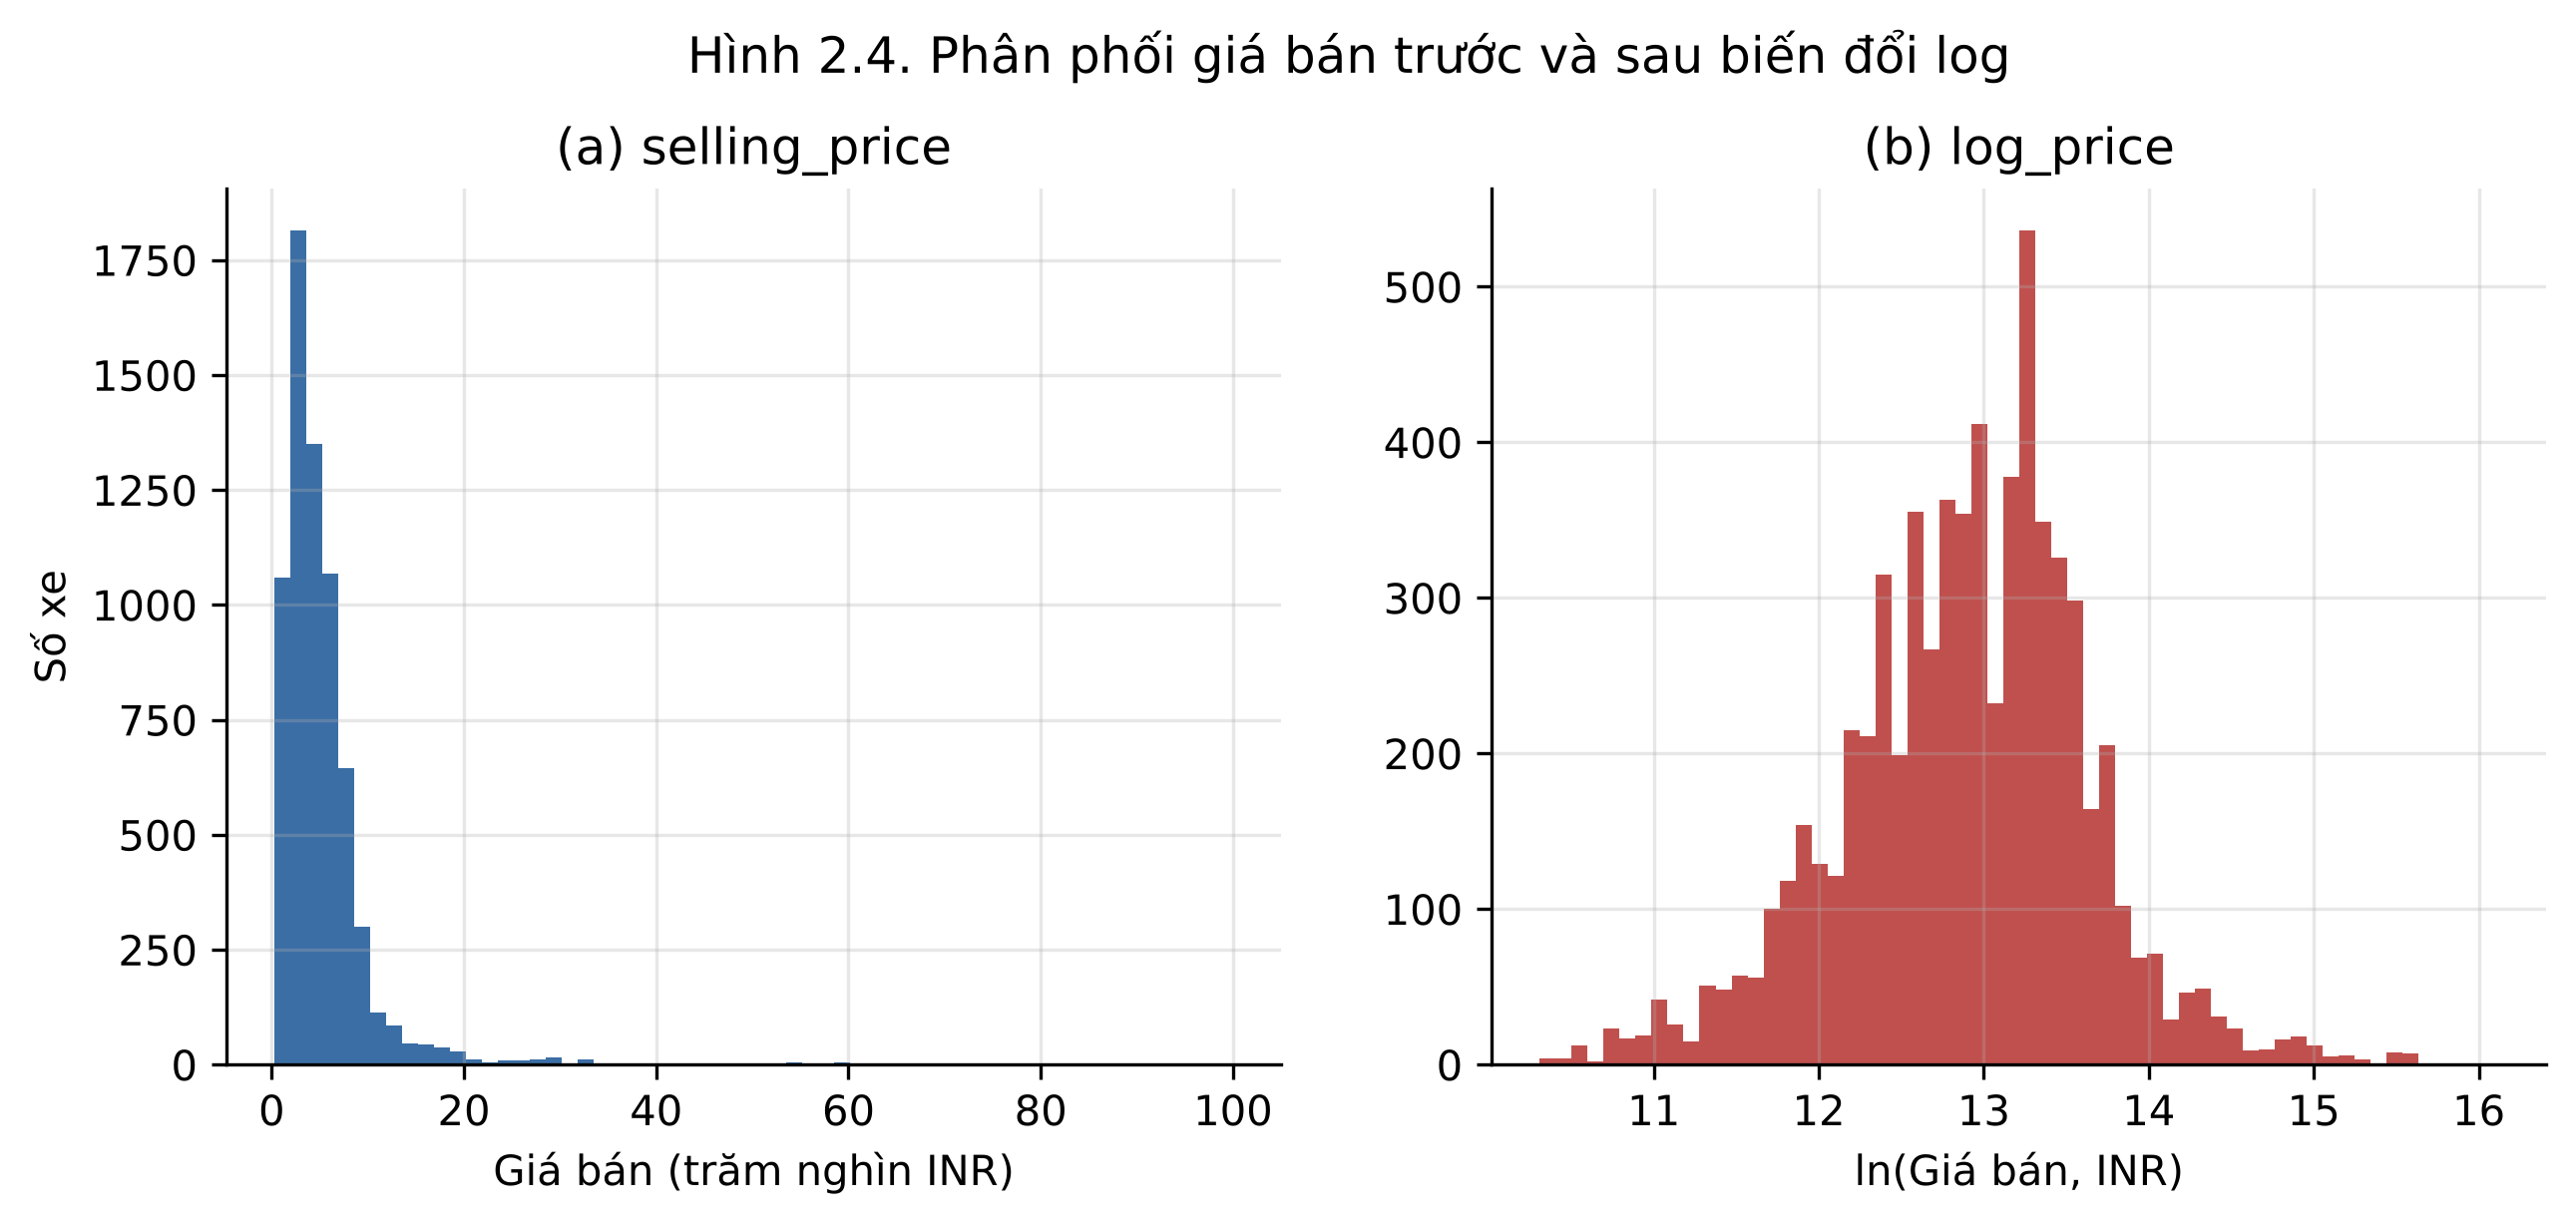 Hình 2.4. Phân phối giá bán trước và sau biến đổi log
(a) selling_price
Số xe
1750
1500
1250
1000
750
500
250
0
0 20 40 60 80 100
Giá bán (trăm nghìn INR)
(b) log_price
500
400
300
200
100
0
11 12 13 14 15 16
ln(Giá bán, INR)